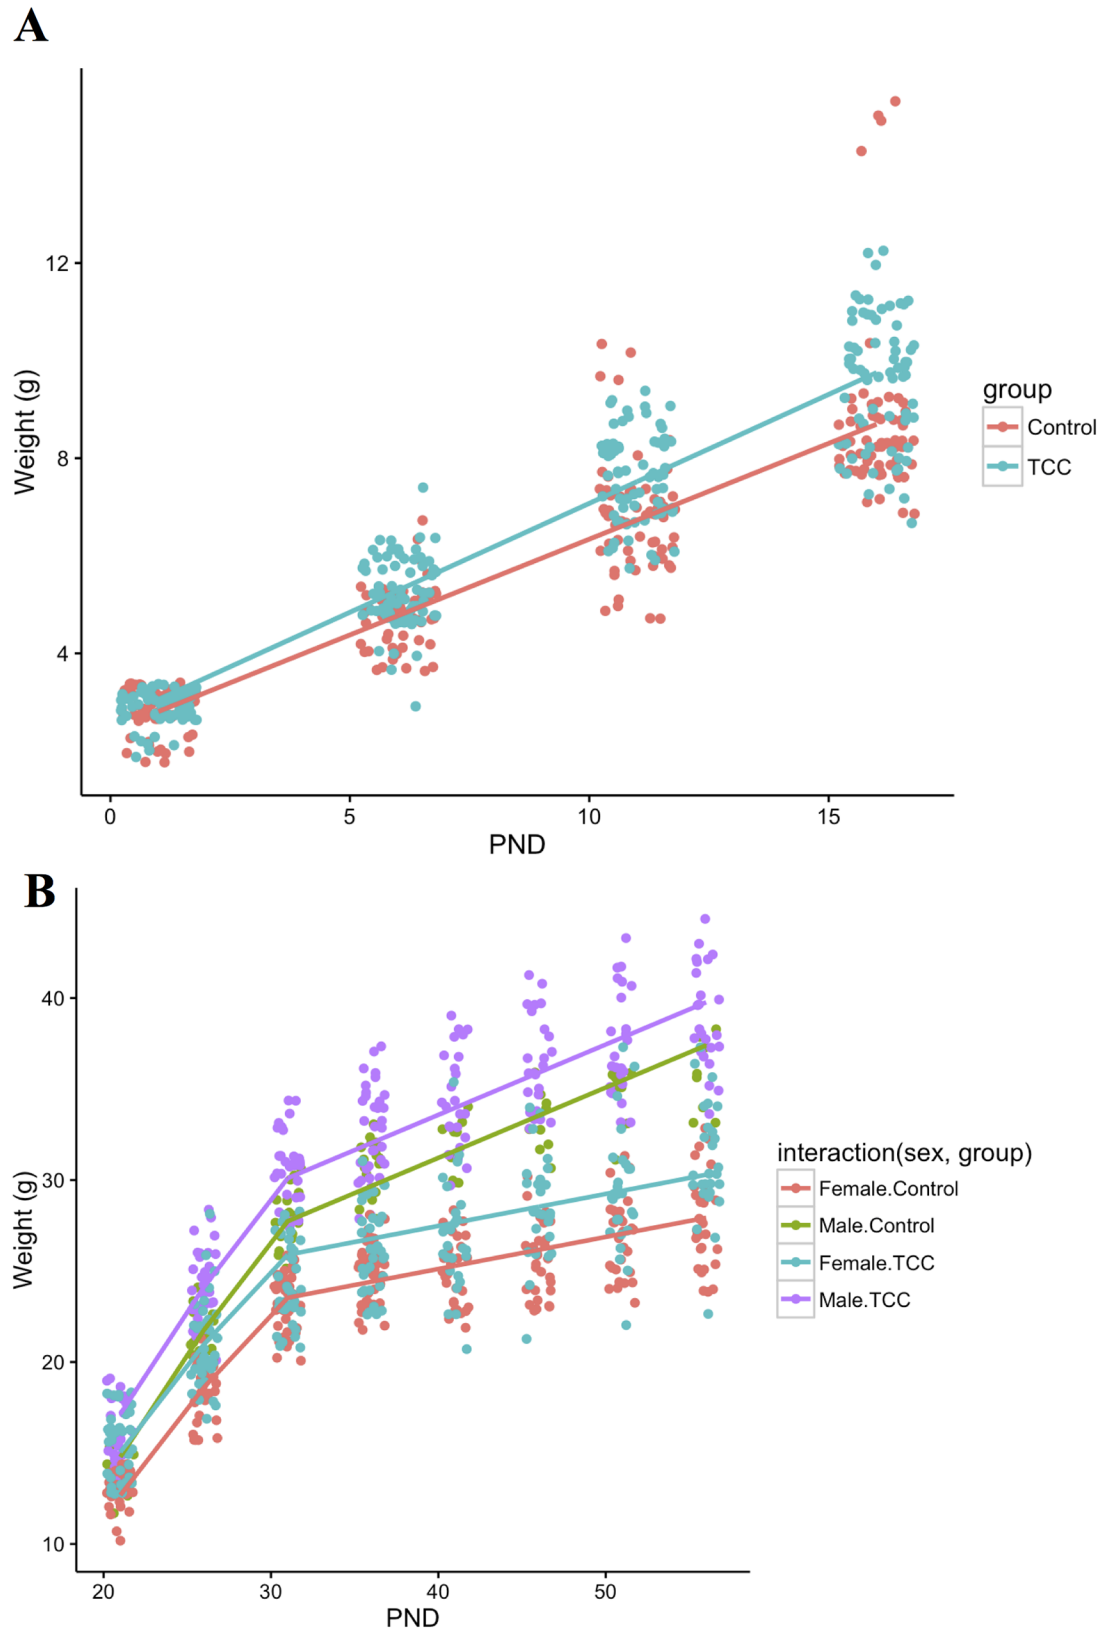 A
12
8
4
Weight (g)
0 5 10 15
PND
group
Control
TCC
B
40
30
20
10
Weight (g)
20 30 40 50
PND
interaction(sex, group)
Female.Control
Male.Control
Female.TCC
Male.TCC